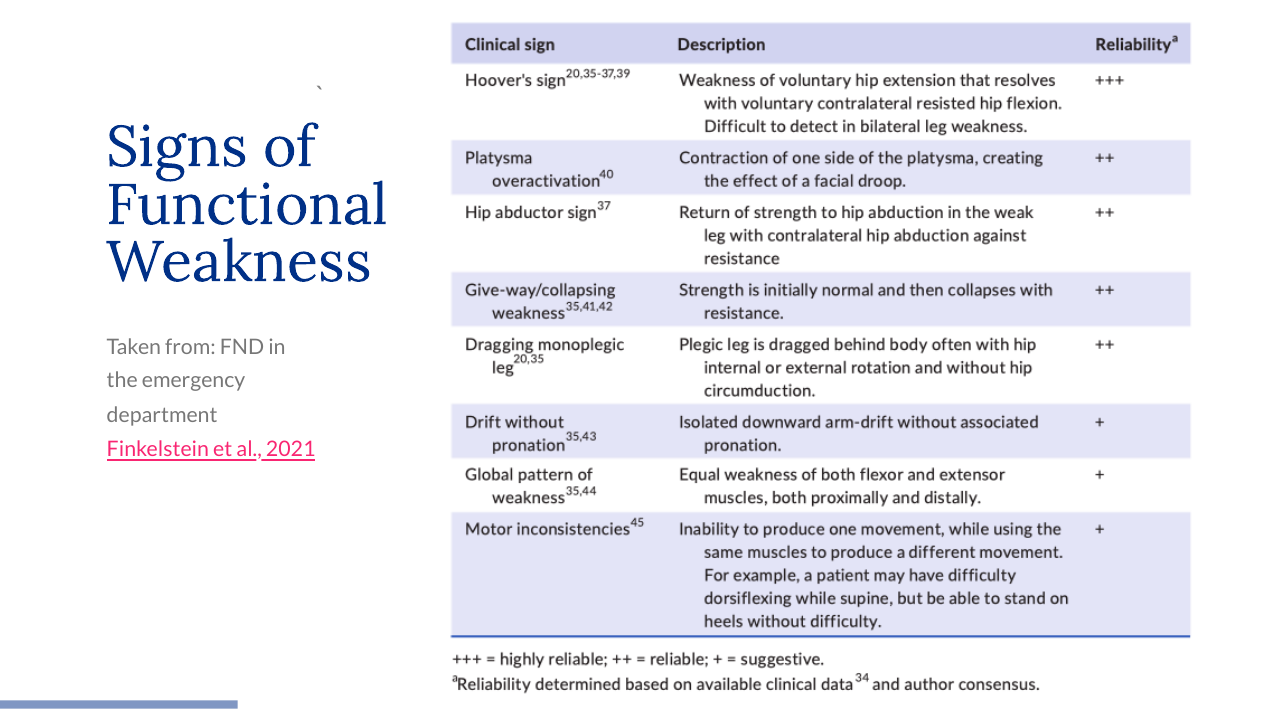 `
Signs of
Functional
Weakness
Taken from: FND in
the emergency
department
Finkelstein et al., 2021
Clinical sign Description Reliabilityᵃ
Hoover's sign20,35-37,39 Weakness of voluntary hip extension that resolves +++
with voluntary contralateral resisted hip flexion.
Difficult to detect in bilateral leg weakness.
Platysma Contraction of one side of the platysma, creating ++
overactivation40 the effect of a facial droop.
Hip abductor sign37 Return of strength to hip abduction in the weak ++
leg with contralateral hip abduction against
resistance
Give-way/collapsing Strength is initially normal and then collapses with ++
weakness35,41,42 resistance.
Dragging monoplegic Plegic leg is dragged behind body often with hip ++
leg20,35 internal or external rotation and without hip
circumduction.
Drift without Isolated downward arm-drift without associated +
pronation35,43 pronation.
Global pattern of Equal weakness of both flexor and extensor +
weakness35,44 muscles, both proximally and distally.
Motor inconsistencies45 Inability to produce one movement, while using the +
same muscles to produce a different movement.
For example, a patient may have difficulty
dorsiflexing while supine, but be able to stand on
heels without difficulty.
+++ = highly reliable; ++ = reliable; + = suggestive.
ᵃReliability determined based on available clinical data34 and author consensus.